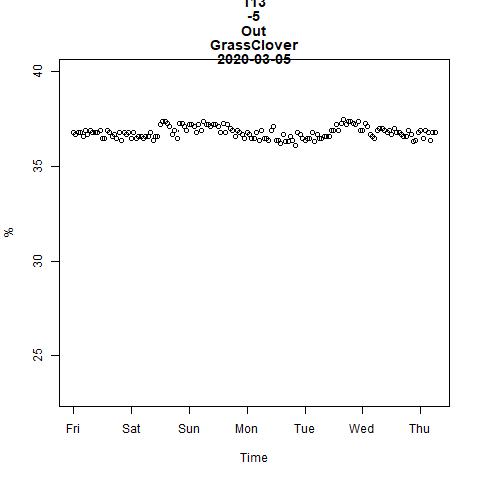 T13
-5
Out
GrassClover
2020-03-05
40
35
30
25
%
Fri Sat Sun Mon Tue Wed Thu
Time